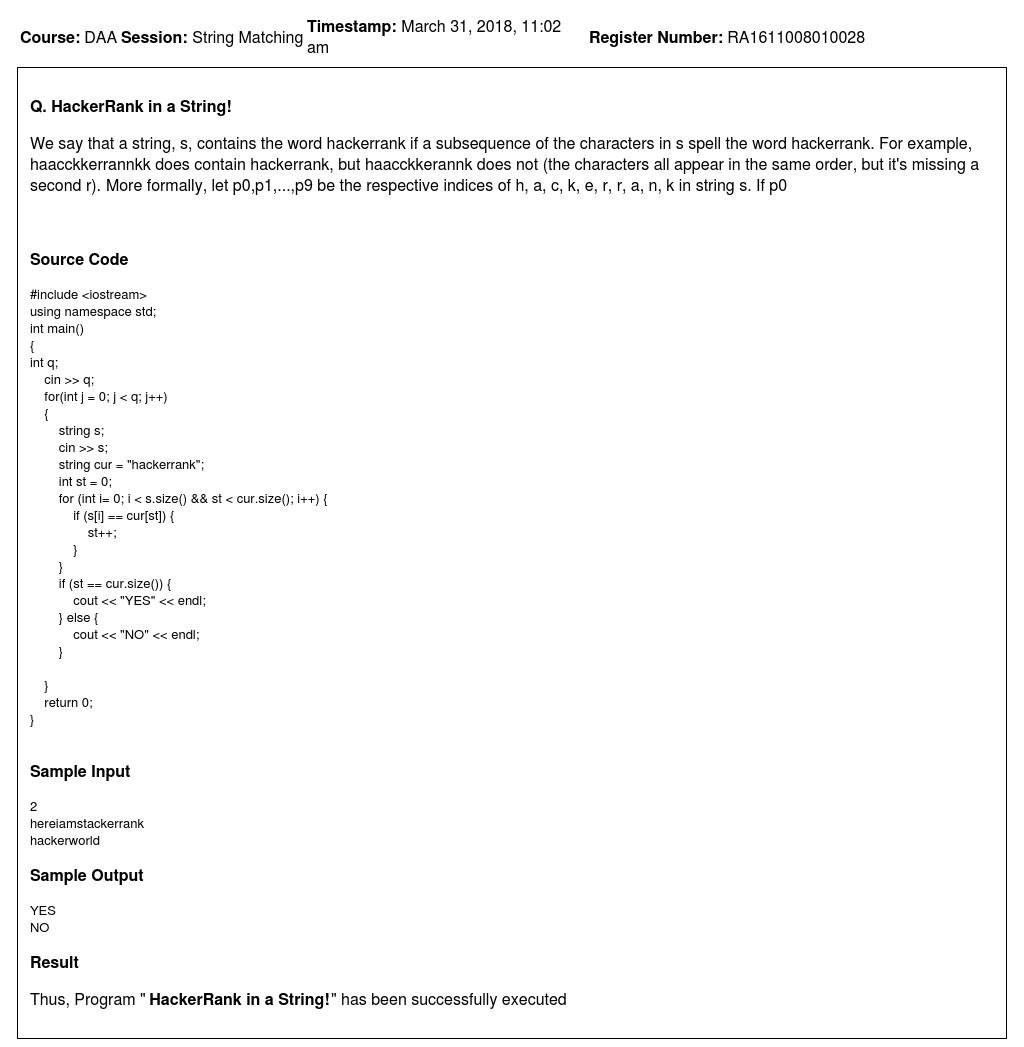 Course: DAA Session: String Matching Timestamp: March 31, 2018, 11:02 am Register Number: RA1611008010028
Q. HackerRank in a String!
We say that a string, s, contains the word hackerrank if a subsequence of the characters in s spell the word hackerrank. For example,
haacckkerrannkk does contain hackerrank, but haacckkerannk does not (the characters all appear in the same order, but it's missing a
second r). More formally, let p0,p1,...,p9 be the respective indices of h, a, c, k, e, r, r, a, n, k in string s. If p0
Source Code
#include <iostream>
using namespace std;
int main()
{
int q;
    cin >> q;
    for(int j = 0; j < q; j++)
    {
        string s;
        cin >> s;
        string cur = "hackerrank";
        int st = 0;
        for (int i= 0; i < s.size() && st < cur.size(); i++) {
            if (s[i] == cur[st]) {
                st++;
            }
        }
        if (st == cur.size()) {
            cout << "YES" << endl;
        } else {
            cout << "NO" << endl;
        }
    }
    return 0;
}
Sample Input
2
hereiamstackerrank
hackerworld
Sample Output
YES
NO
Result
Thus, Program " HackerRank in a String!" has been successfully executed